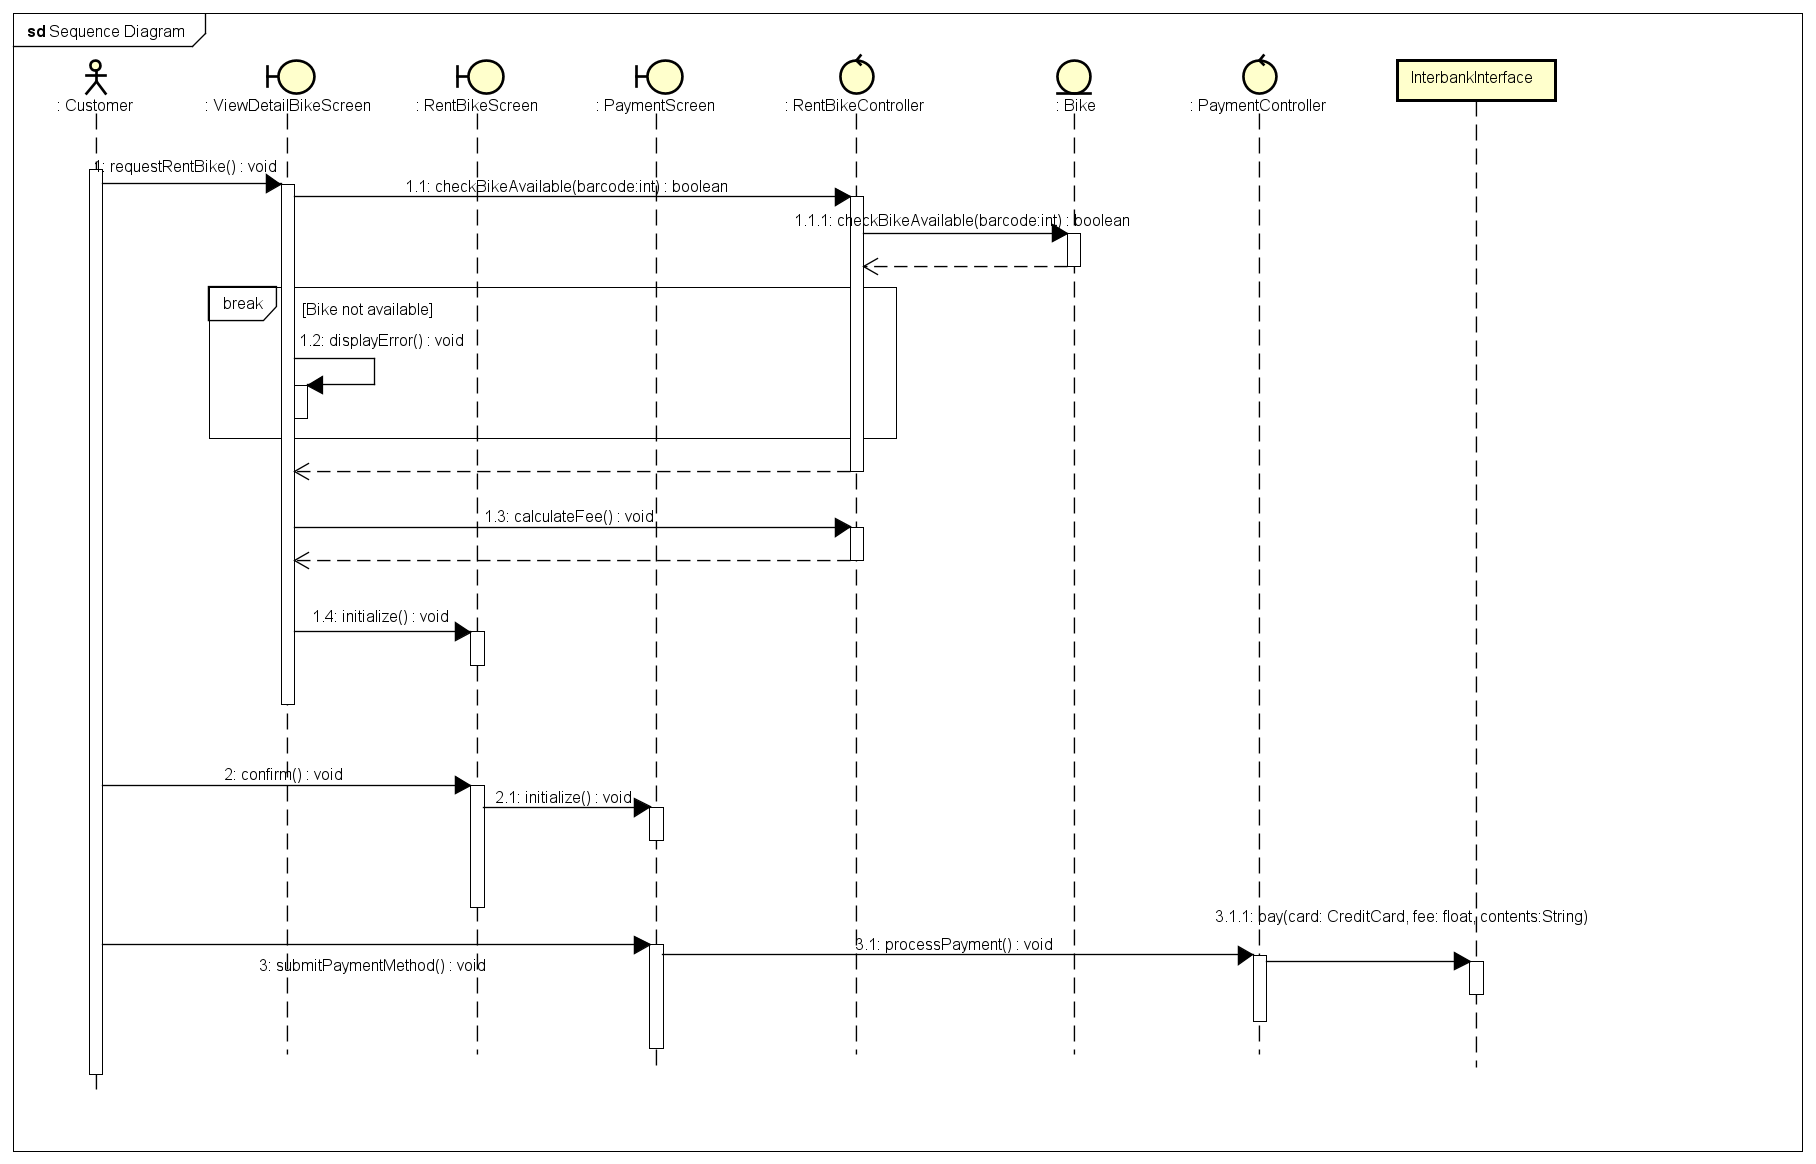 sd Sequence Diagram
: Customer
: ViewDetailBikeScreen
: RentBikeScreen
: PaymentScreen
: RentBikeController
: Bike
: PaymentController
InterbankInterface
1: requestRentBike() : void
1.1: checkBikeAvailable(barcode:int) : boolean
1.1.1: checkBikeAvailable(barcode:int) : boolean
break
[Bike not available]
1.2: displayError() : void
1.3: calculateFee() : void
1.4: initialize() : void
2: confirm() : void
2.1: initialize() : void
3.1.1: bay(card: CreditCard, fee: float, contents:String)
3.1: processPayment() : void
3: submitPaymentMethod() : void